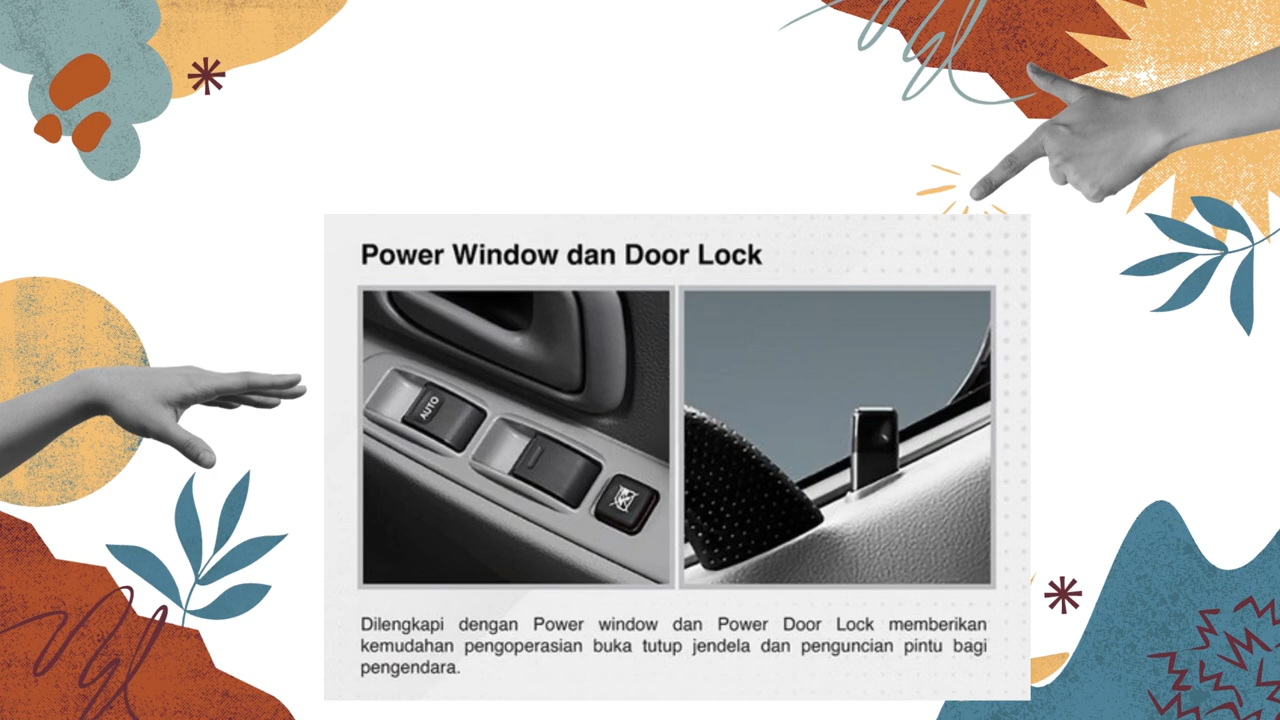 Power Window dan Door Lock
AUTO
Dilengkapi dengan Power window dan Power Door Lock memberikan
kemudahan pengoperasian buka tutup jendela dan penguncian pintu bagi
pengendara.